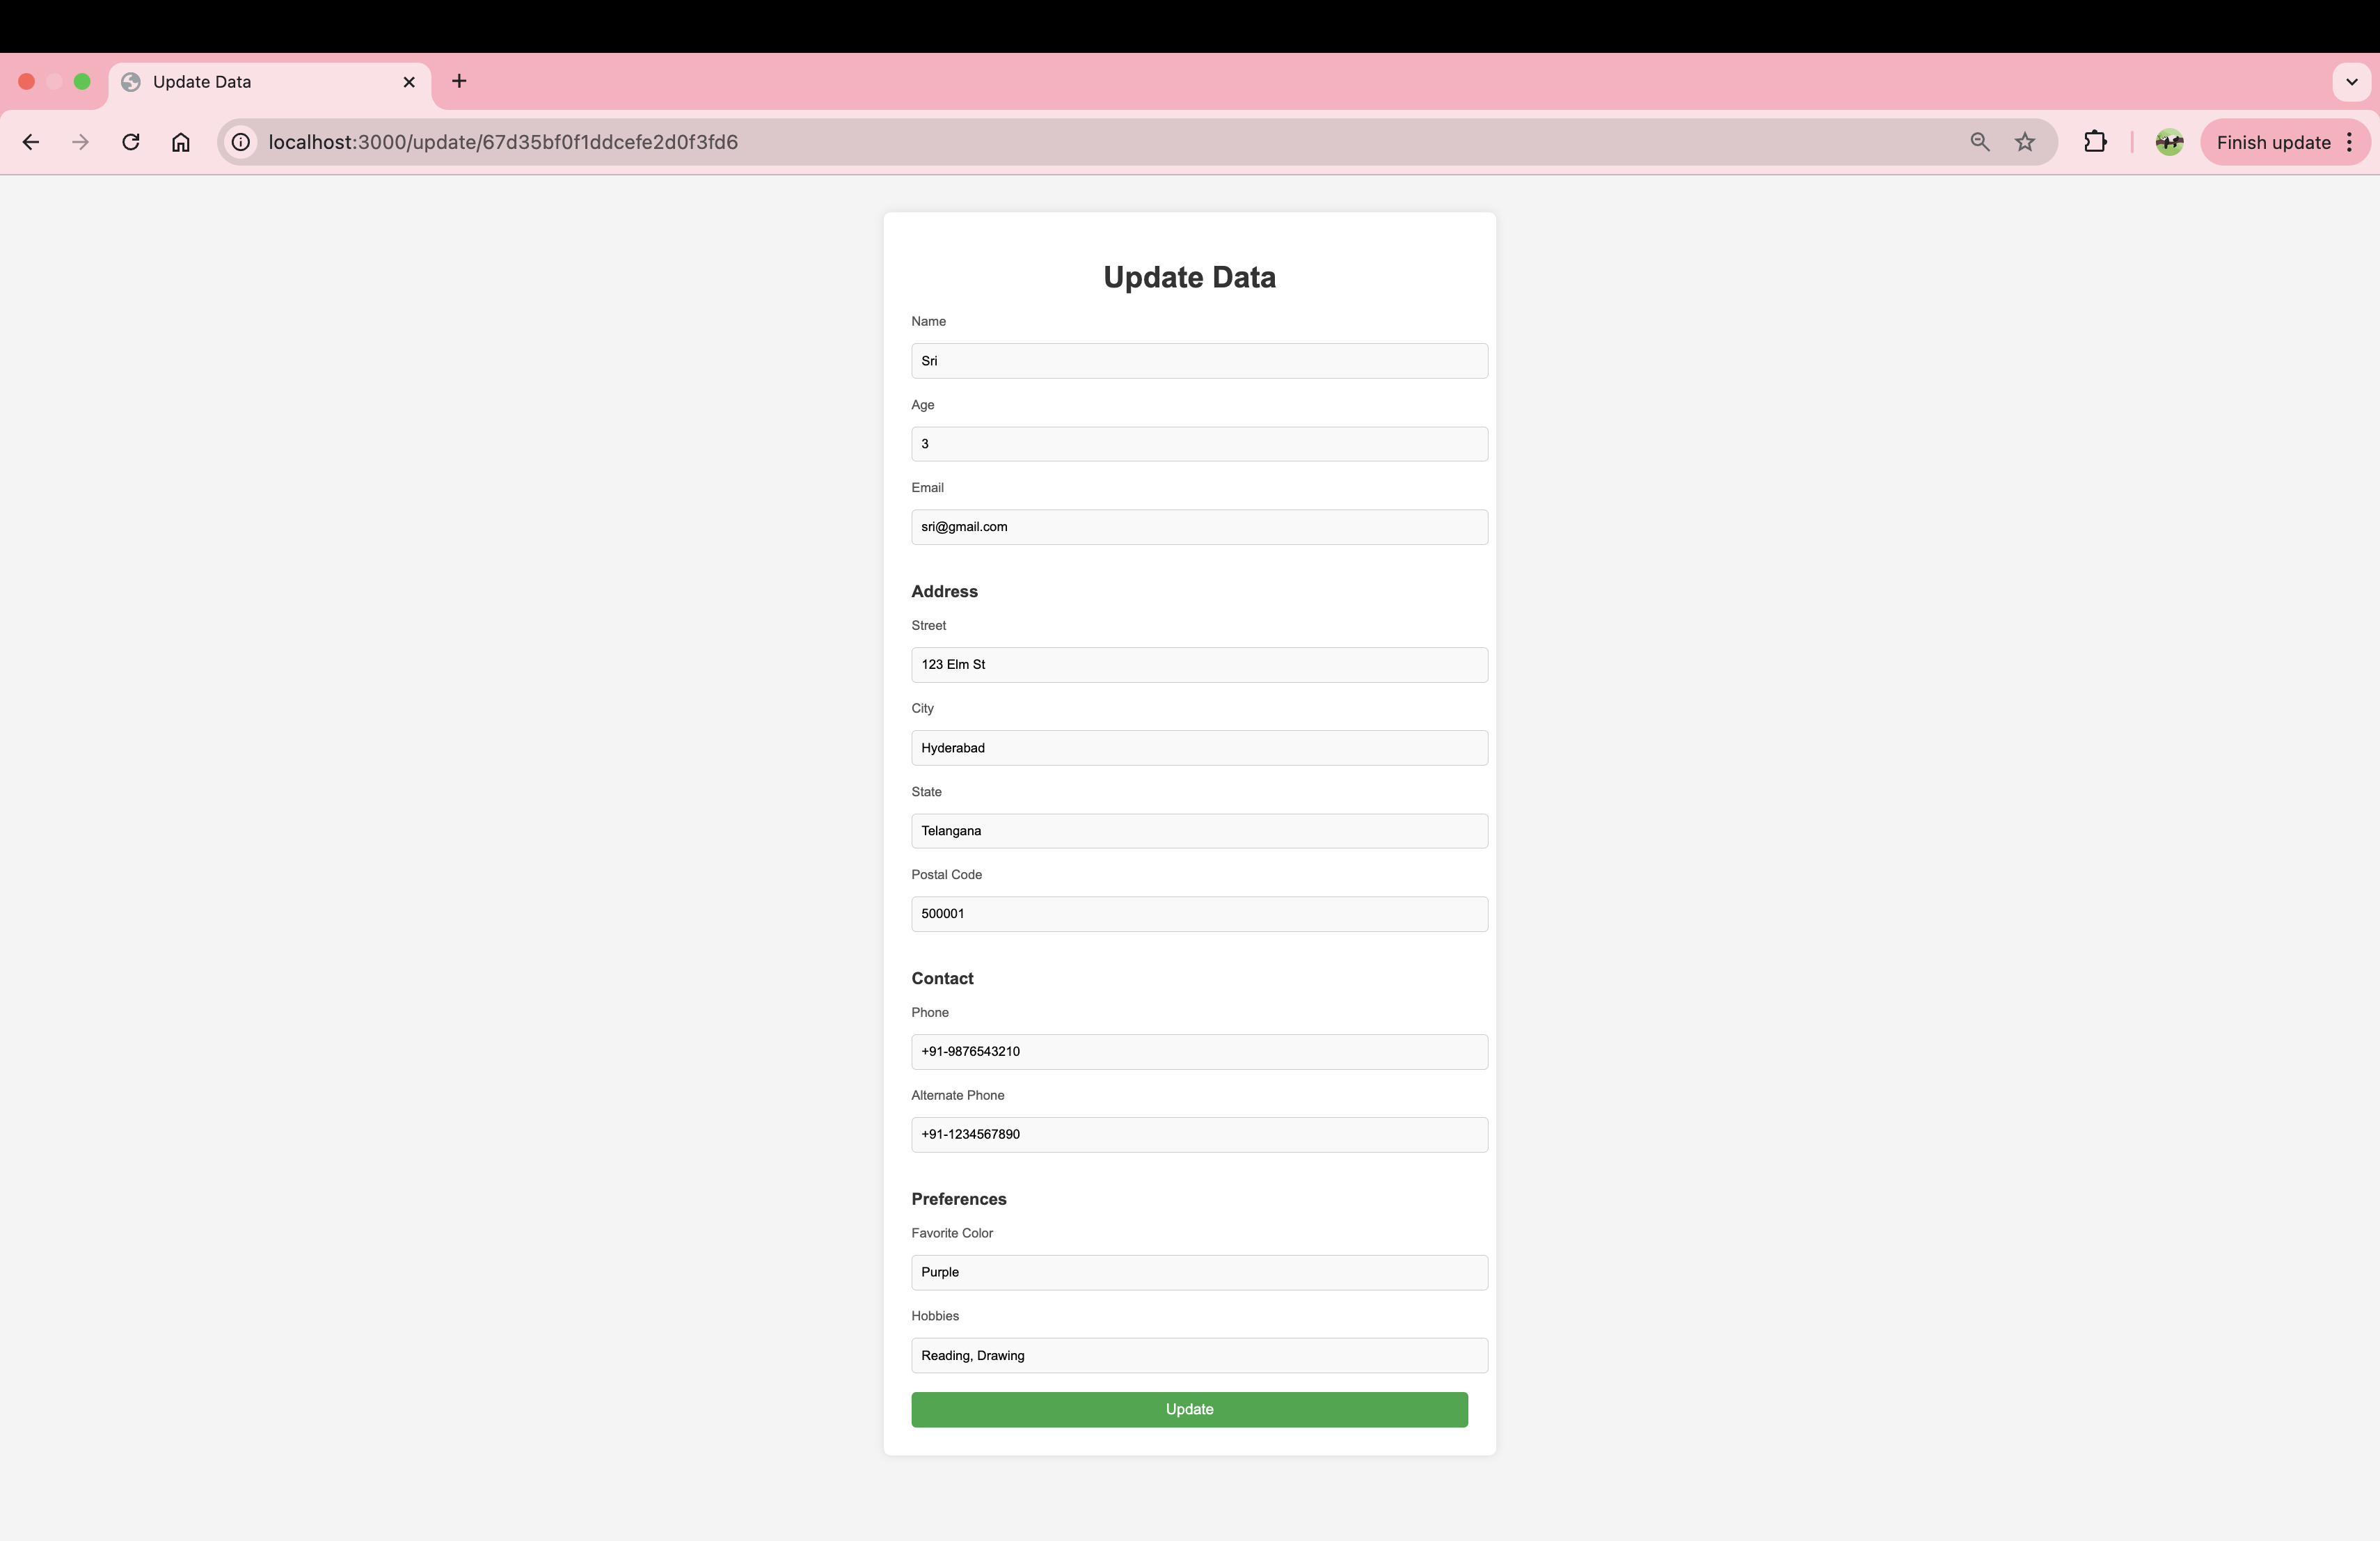 Update Data
localhost:3000/update/67d35bf0f1ddcefe2d0f3fd6
Finish update
Update Data
Name
Sri
Age
3
Email
sri@gmail.com
Address
Street
123 Elm St
City
Hyderabad
State
Telangana
Postal Code
500001
Contact
Phone
+91-9876543210
Alternate Phone
+91-1234567890
Preferences
Favorite Color
Purple
Hobbies
Reading, Drawing
Update